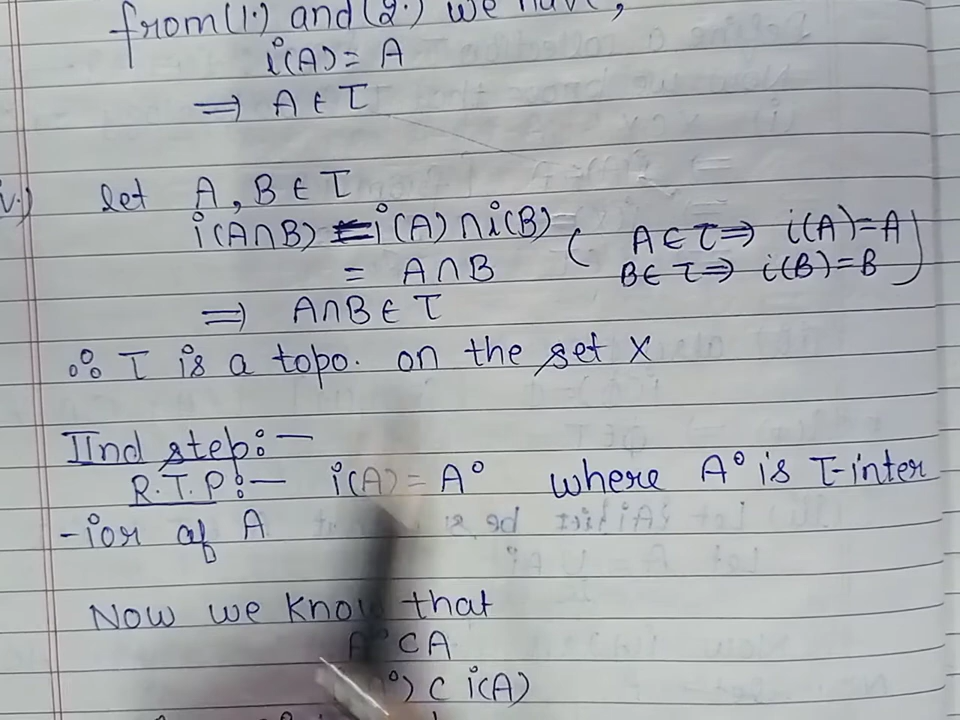 from (1.) and (2.) we have,
i(A) = A
⇒ A ∈ T
let A, B ∈ T
i(A∩B) = i(A) ∩ i(B) ( A ∈ T ⇒ i(A) = A
= A∩B B ∈ T ⇒ i(B) = B )
⇒ A∩B ∈ T
∴ T is a topo. on the set X
IInd step:—
R.T.P:— i(A) = A° where A° is T-inter
-ior of A
Now we know that
A° ⊂ A
°) ⊂ i(A)